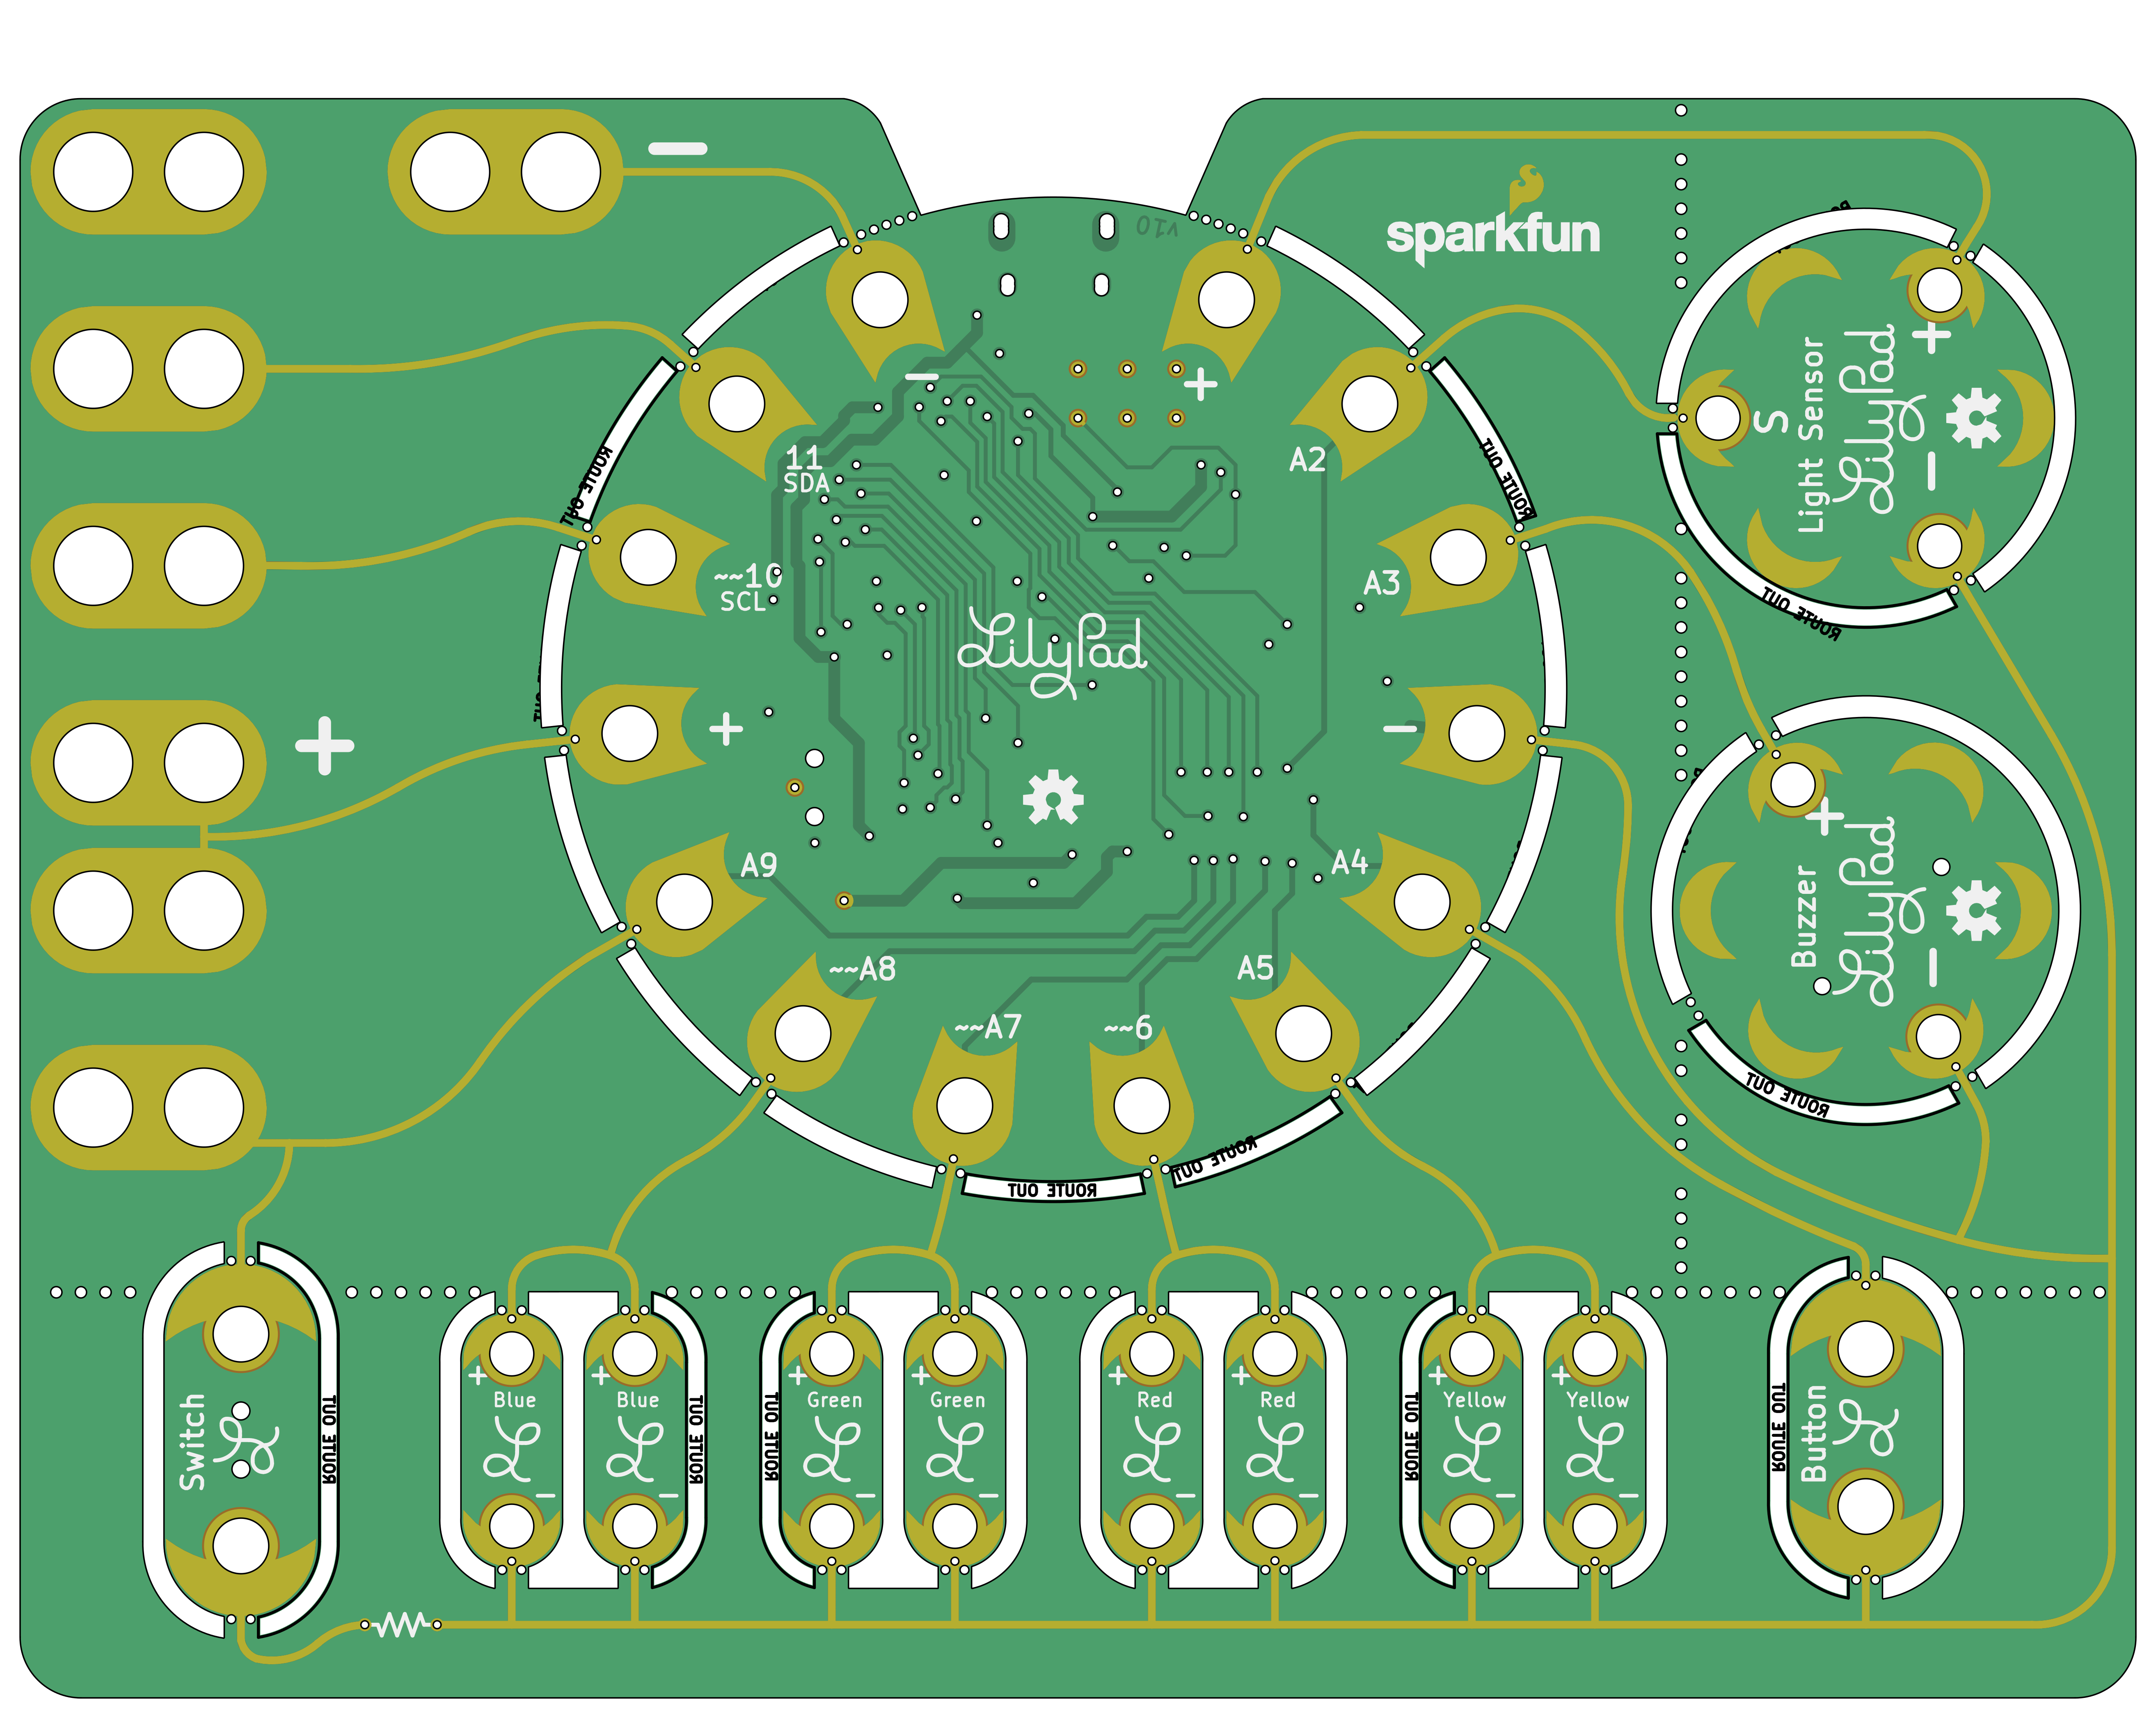 −
v10
sparkfun
−
+
11
SDA
A2
~~10
SCL
A3
LilyPad
+
−
+
A9
A4
~~A8
A5
~~A7
~~6
ROUTE OUT
ROUTE OUT
ROUTE OUT
ROUTE OUT
S
Light Sensor
LilyPad
+
−
ROUTE OUT
Buzzer
LilyPad
+
−
ROUTE OUT
Switch
ROUTE OUT
+
Blue
−
+
Blue
−
ROUTE OUT
ROUTE OUT
+
Green
−
+
Green
−
+
Red
−
+
Red
−
ROUTE OUT
+
Yellow
−
+
Yellow
−
ROUTE OUT
Button